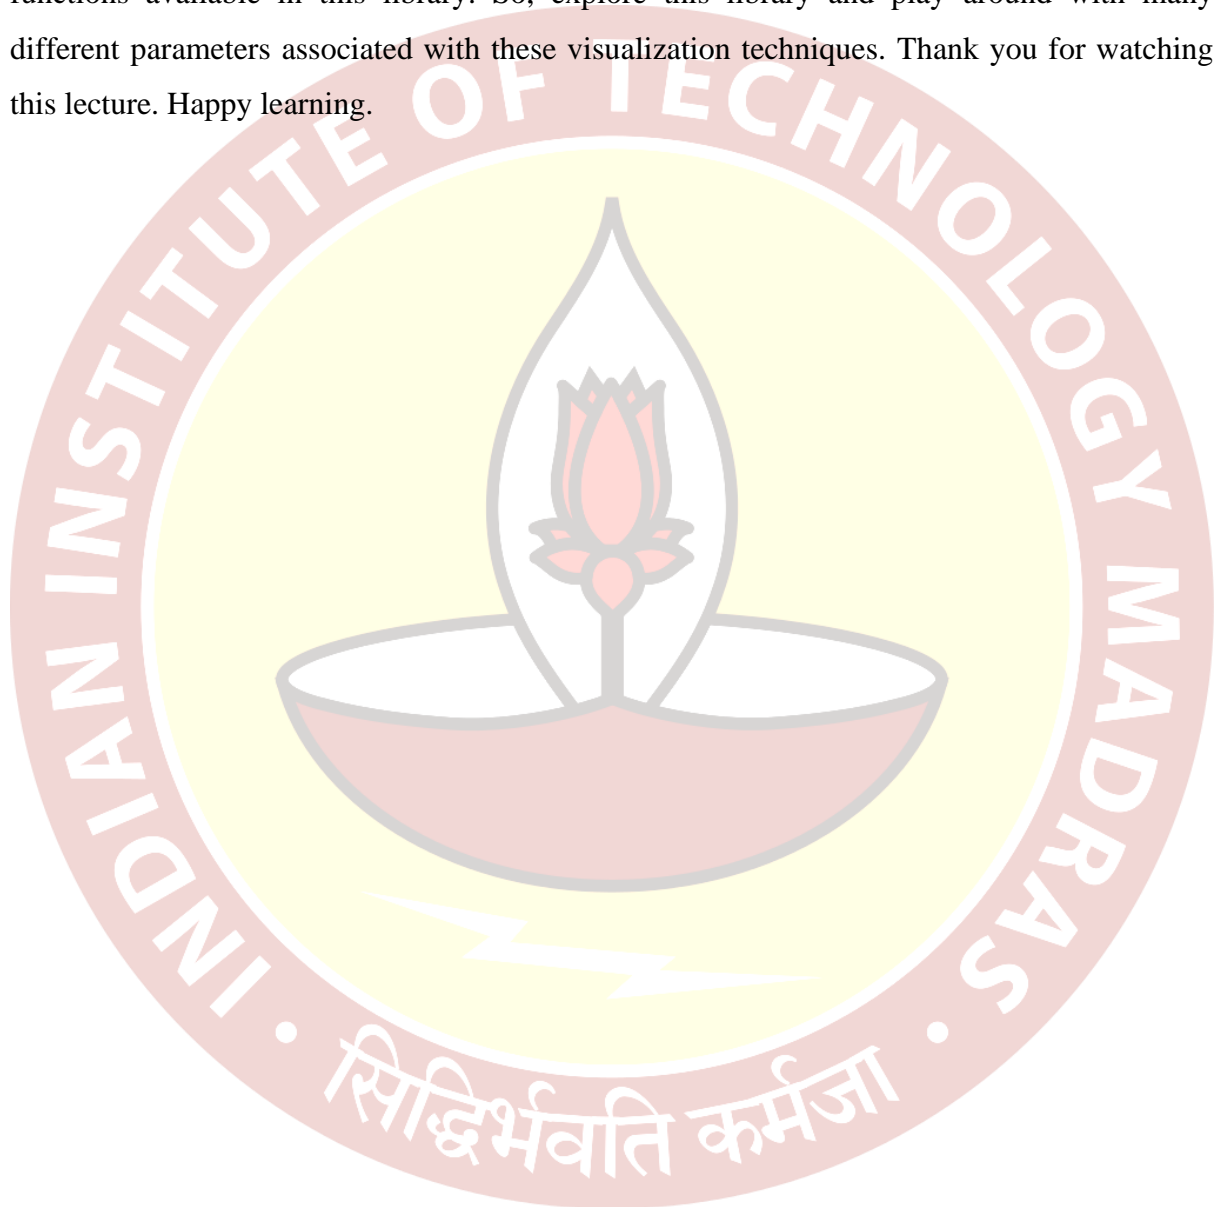 functions available in this library. So, explore this library and play around with many
different parameters associated with these visualization techniques. Thank you for watching
this lecture. Happy learning.
INDIAN INSTITUTE OF TECHNOLOGY MADRAS
सिद्धिर्भवति कर्मजा